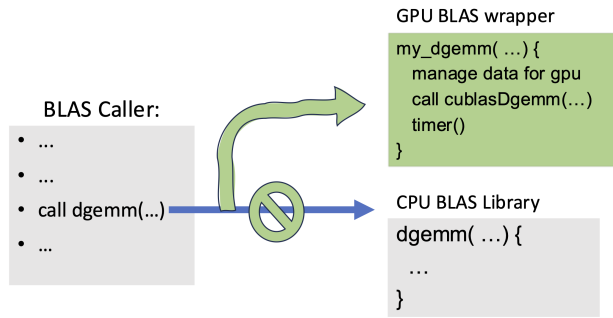 BLAS Caller:
• ...
• ...
• call dgemm(...)
• ...
GPU BLAS wrapper
my_dgemm( ...) {
manage data for gpu
call cublasDgemm(...)
timer()
}
CPU BLAS Library
dgemm( ...) {
...
}